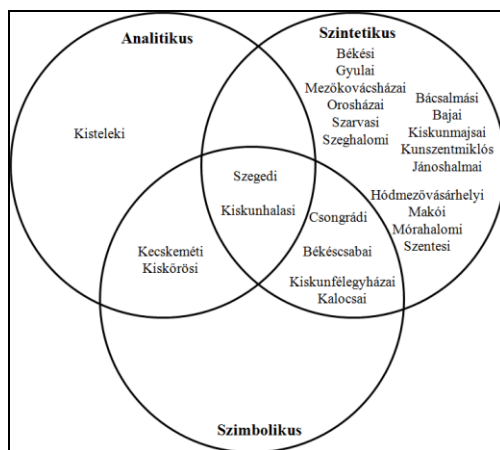 Analitikus
Szintetikus
Békési
Gyulai
Mezőkovácsházai
Orosházai
Szarvasi
Szeghalomi
Bácsalmási
Bajai
Kiskunmajsai
Kunszentmiklós
Jánoshalmai
Kisteleki
Szegedi
Kiskunhalasi
Hódmezővásárhelyi
Makói
Mórahalomi
Szentesi
Csongrádi
Békéscsabai
Kiskunfélegyházai
Kalocsai
Kecskeméti
Kiskőrösi
Szimbolikus